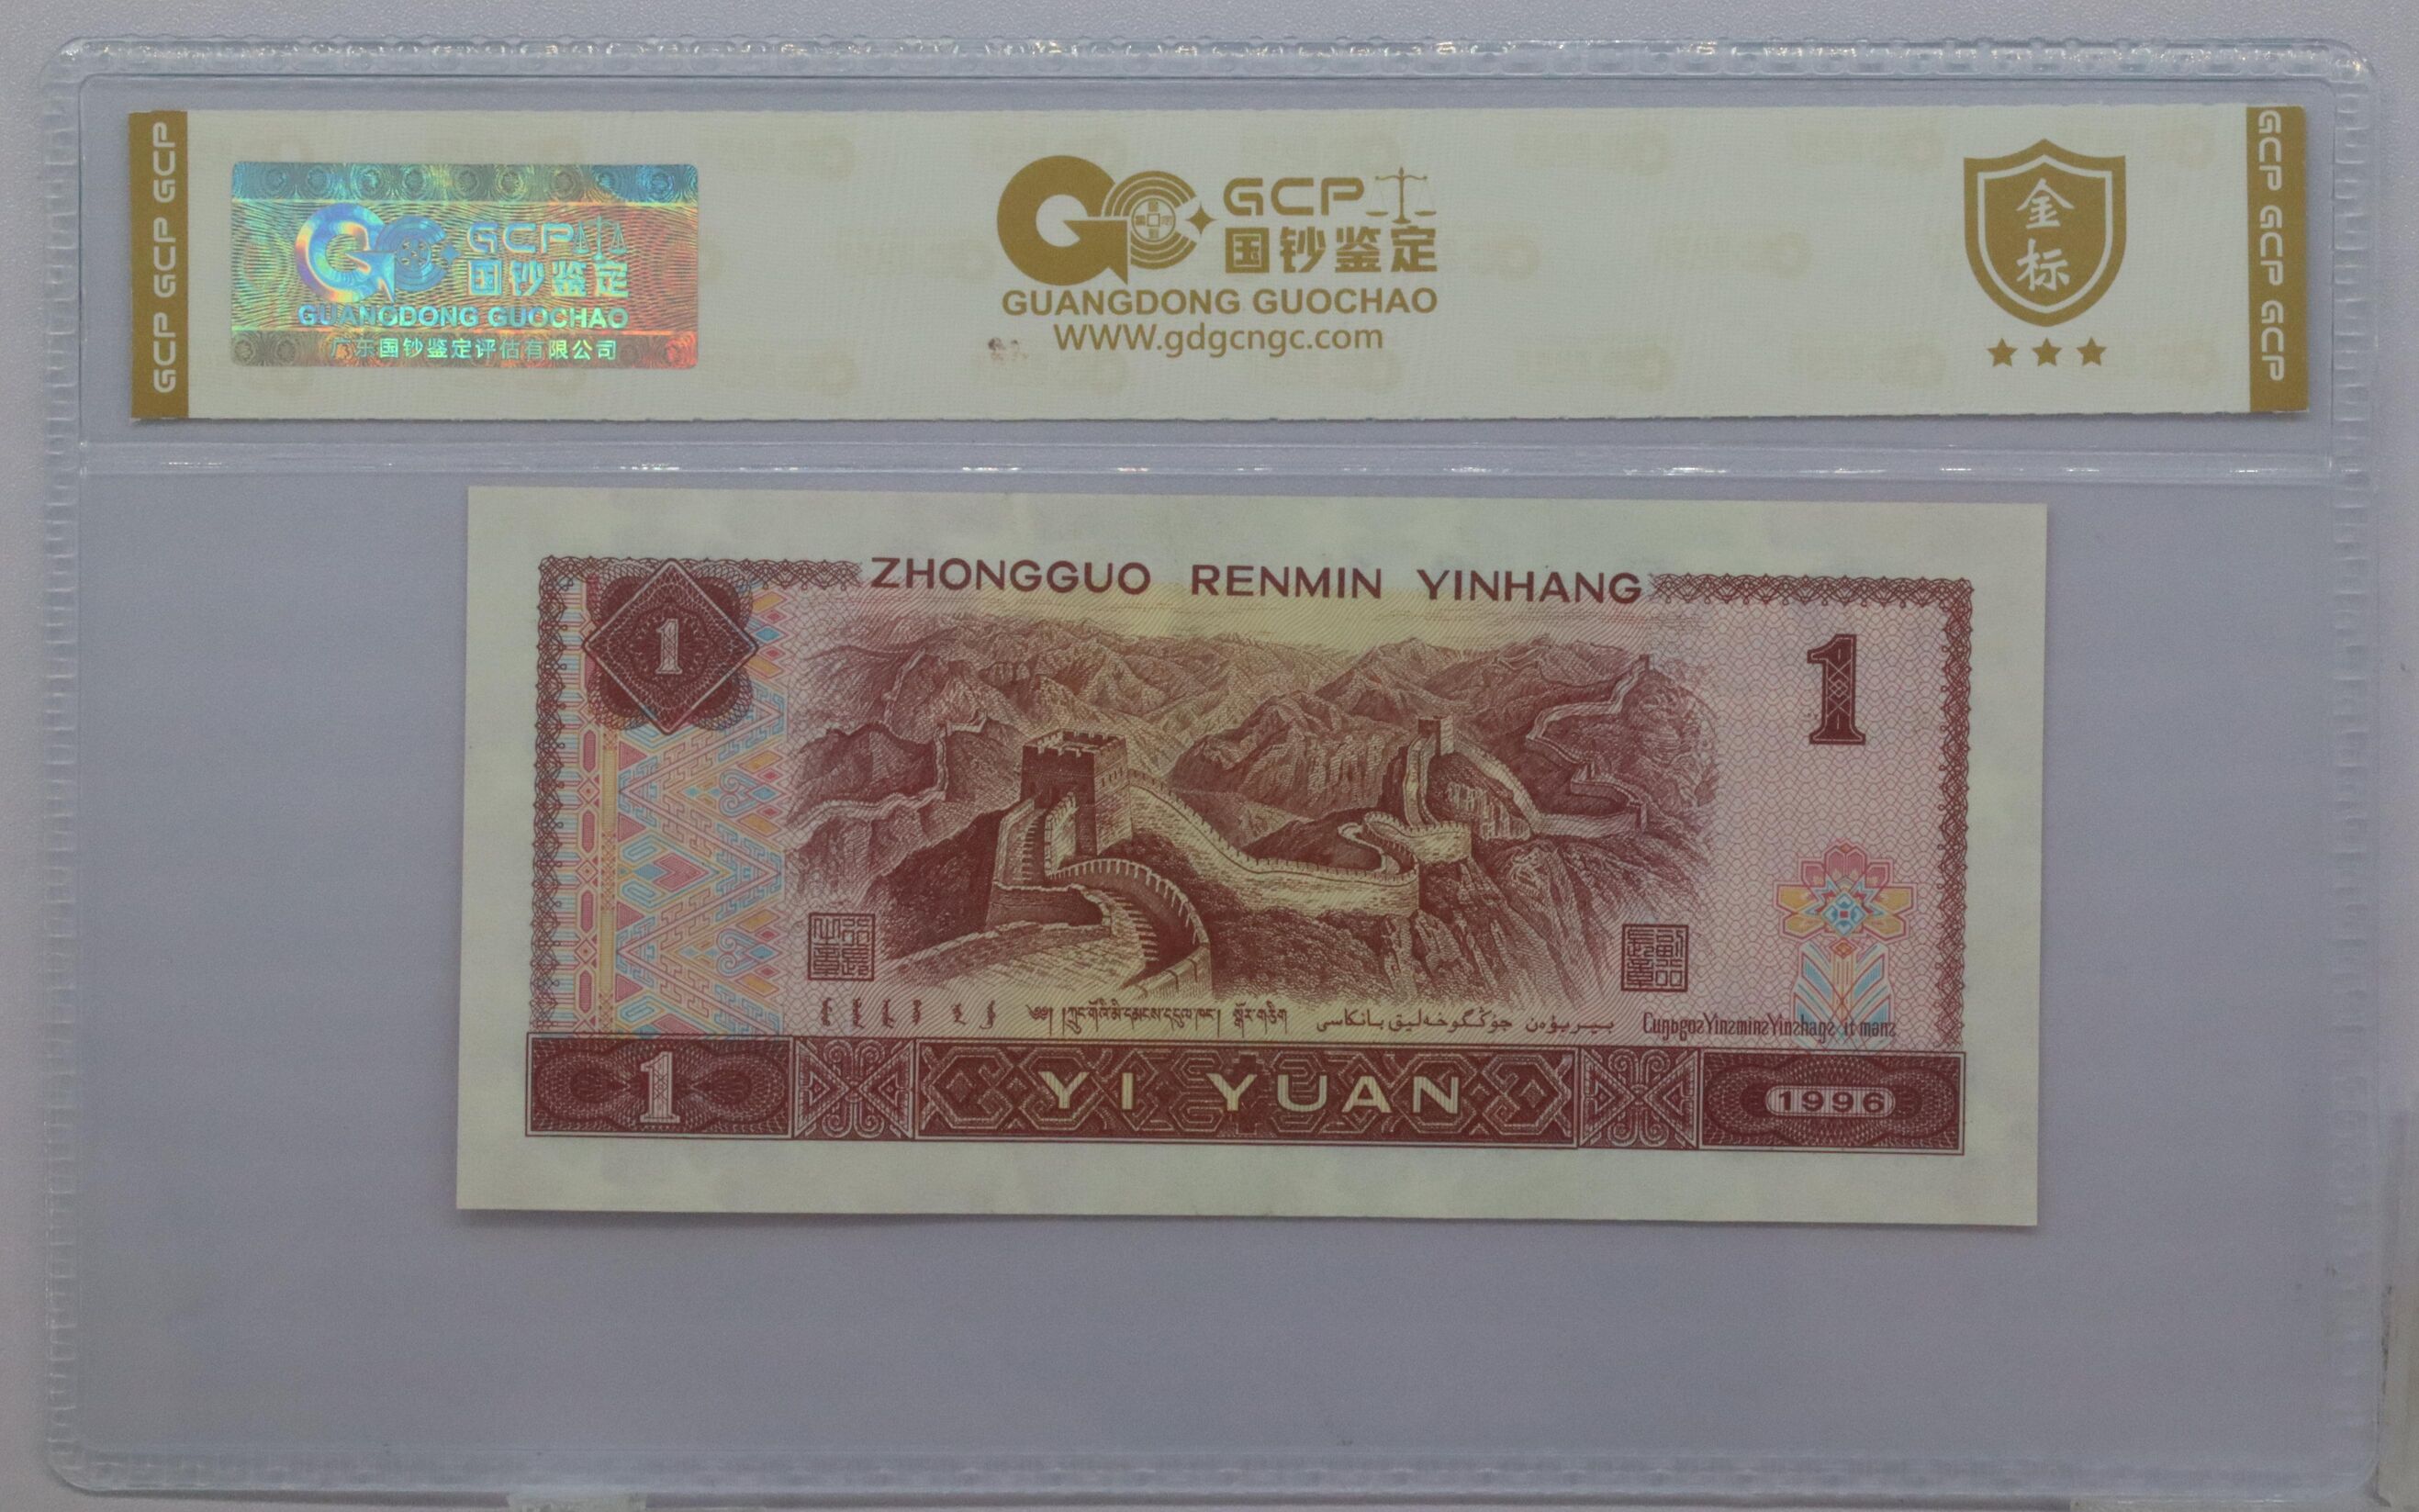 GCP GCP GCP
GCP
国钞鉴定
GUANGDONG GUOCHAO
广东国钞鉴定评估有限公司
GCP
国钞鉴定
GUANGDONG GUOCHAO
WWW.gdgcngc.com
金
标
GCP GCP GCP
ZHONGGUO RENMIN YINHANG
1
1
1
YI YUAN
1996